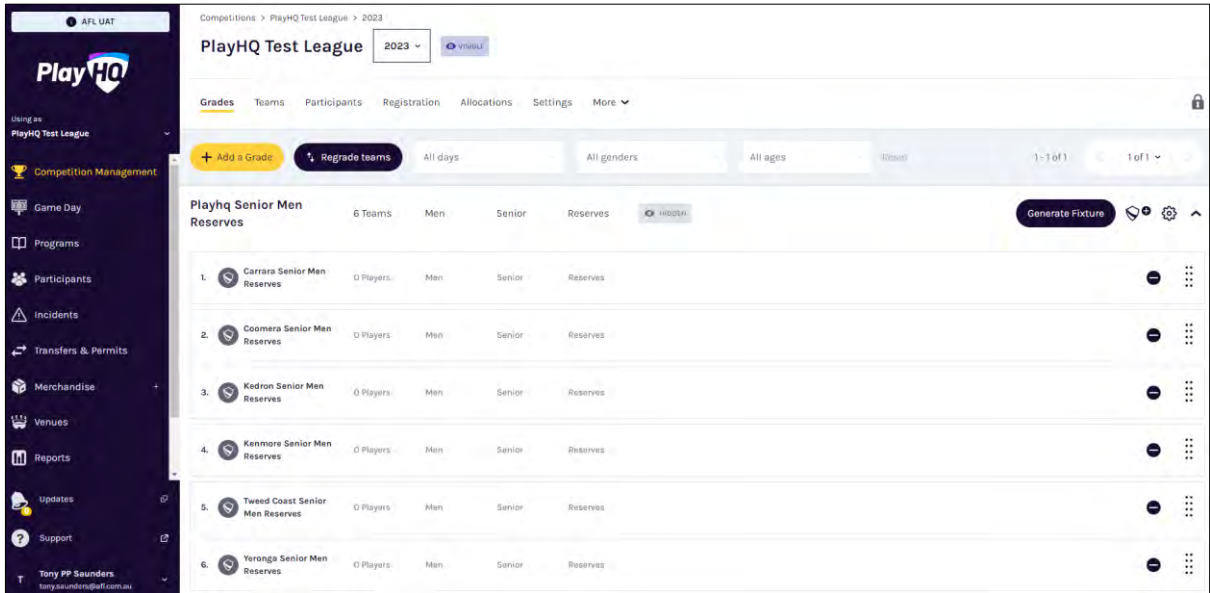 AFL UAT
PlayHQ
Using as
PlayHQ Test League
Competition Management
Game Day
Programs
Participants
Incidents
Transfers & Permits
Merchandise +
Venues
Reports
Updates
0
Support
T
Tony PP Saunders
tony.saunders@afl.com.au
Competitions > PlayHQ Test League > 2023
PlayHQ Test League 2023 VISIBLE
Grades Teams Participants Registration Allocations Settings More
+ Add a Grade Regrade teams All days All genders All ages Reset 1-1 of 1 1 of 1
Playhq Senior Men
Reserves
6 Teams Men Senior Reserves HIDDEN Generate Fixture
1. Carrara Senior Men
Reserves
0 Players Men Senior Reserves
2. Coomera Senior Men
Reserves
0 Players Men Senior Reserves
3. Kedron Senior Men
Reserves
0 Players Men Senior Reserves
4. Kenmore Senior Men
Reserves
0 Players Men Senior Reserves
5. Tweed Coast Senior
Men Reserves
0 Players Men Senior Reserves
6. Yeronga Senior Men
Reserves
0 Players Men Senior Reserves